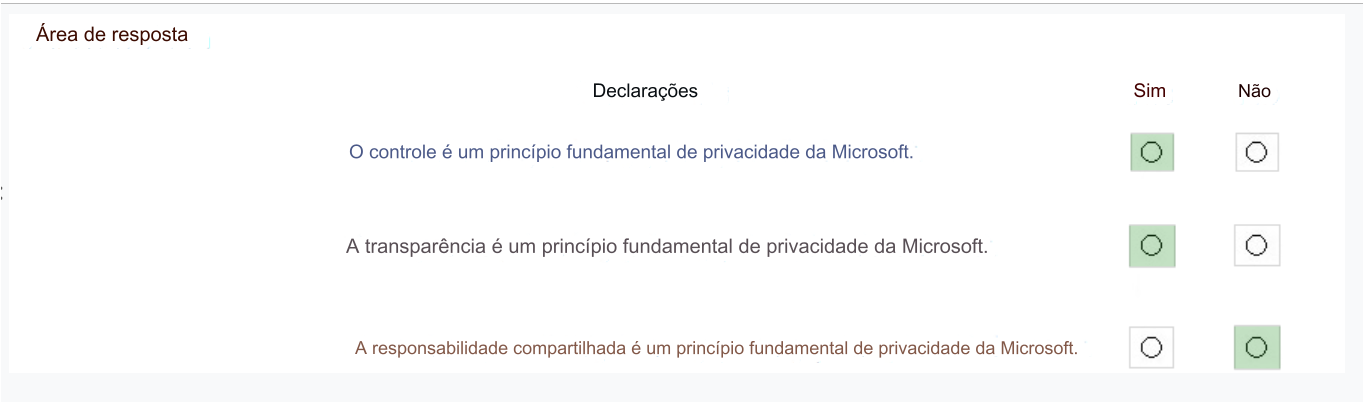 Área de resposta
Declarações Sim Não
O controle é um princípio fundamental de privacidade da Microsoft.
A transparência é um princípio fundamental de privacidade da Microsoft.
A responsabilidade compartilhada é um princípio fundamental de privacidade da Microsoft.